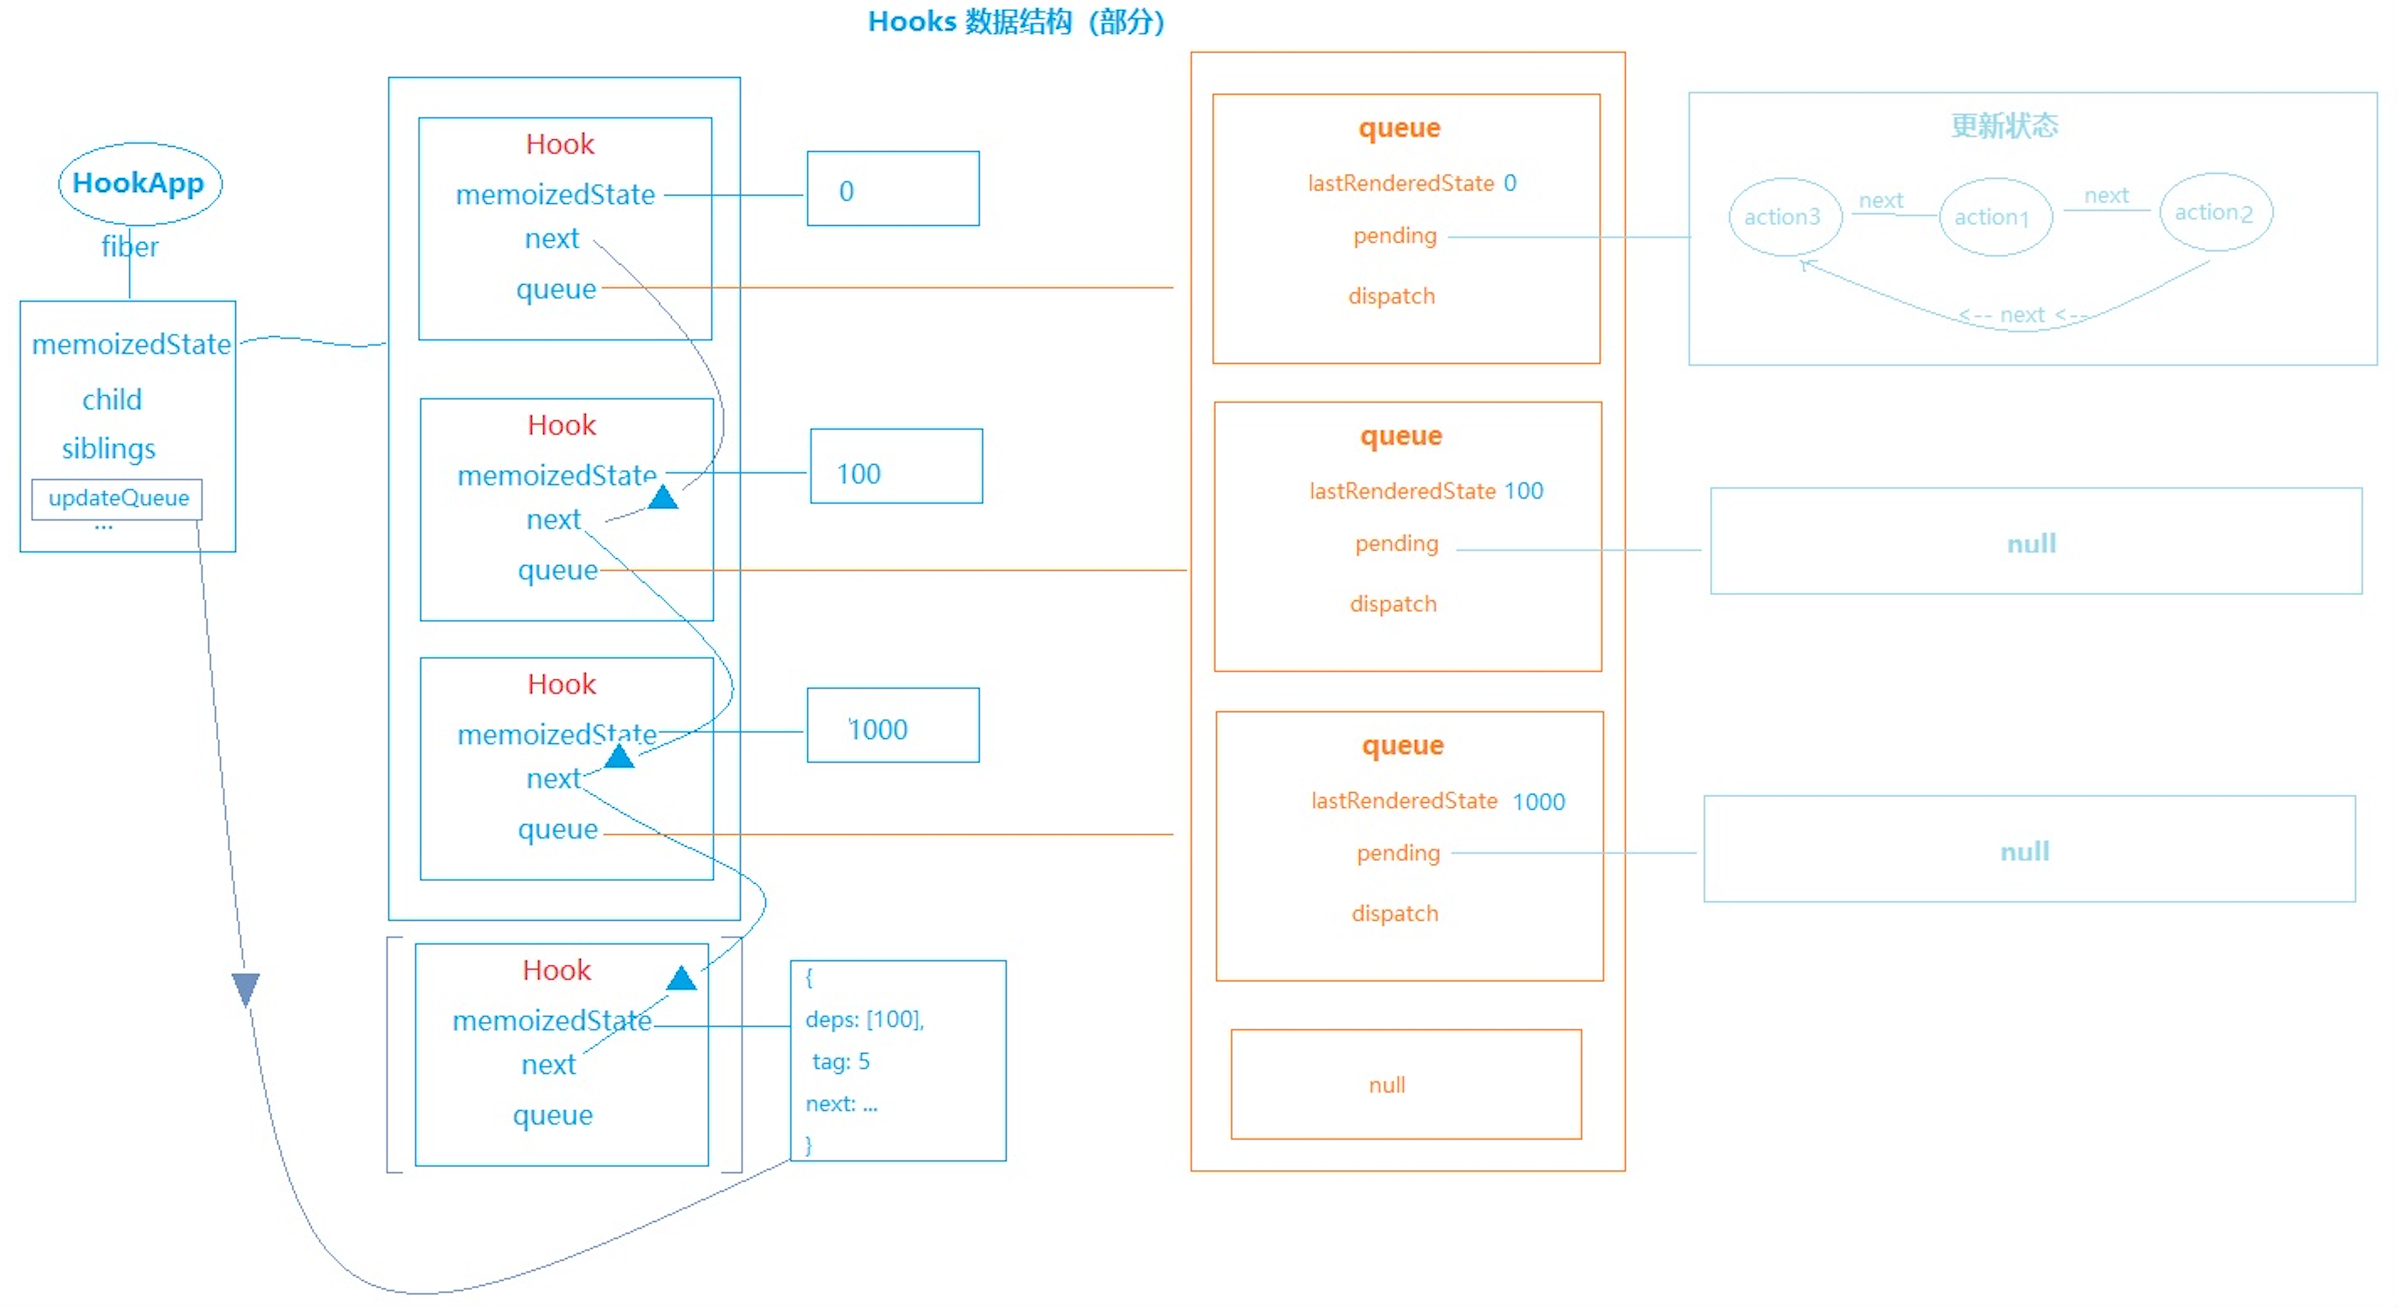 Hooks 数据结构（部分）
HookApp
fiber
memoizedState
child
siblings
updateQueue
...
Hook
memoizedState
next
queue
0
Hook
memoizedState
next
queue
100
Hook
memoizedState
next
queue
1000
Hook
memoizedState
next
queue
{
deps: [100],
tag: 5
next: ...
}
queue
lastRenderedState 0
pending
dispatch
queue
lastRenderedState 100
pending
dispatch
queue
lastRenderedState 1000
pending
dispatch
null
更新状态
action3
next
action1
next
action2
<-- next <--
null
null